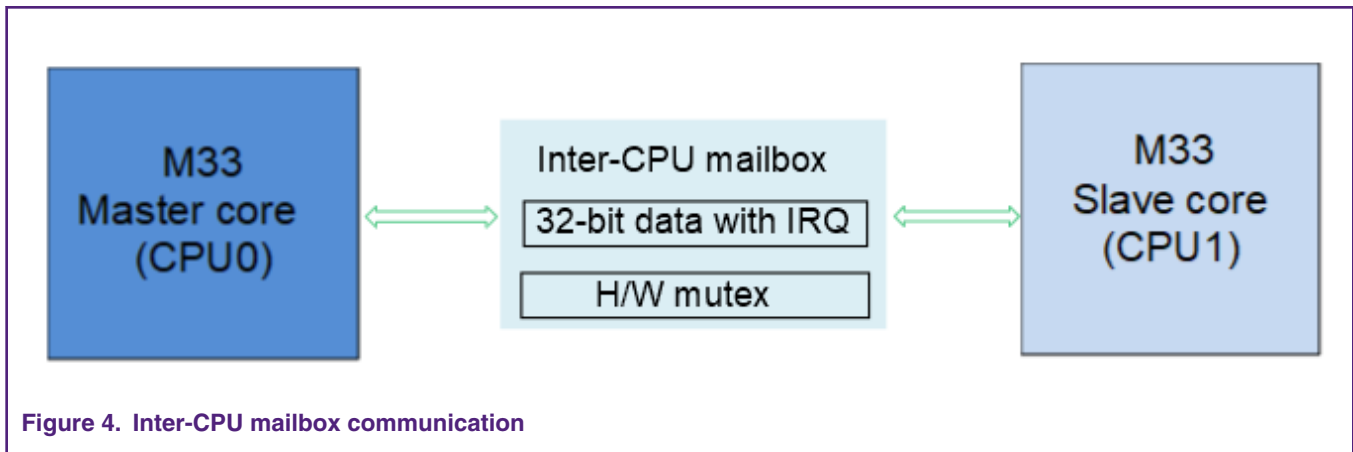 M33
Master core
(CPU0)
Inter-CPU mailbox
32-bit data with IRQ
H/W mutex
M33
Slave core
(CPU1)
Figure 4. Inter-CPU mailbox communication